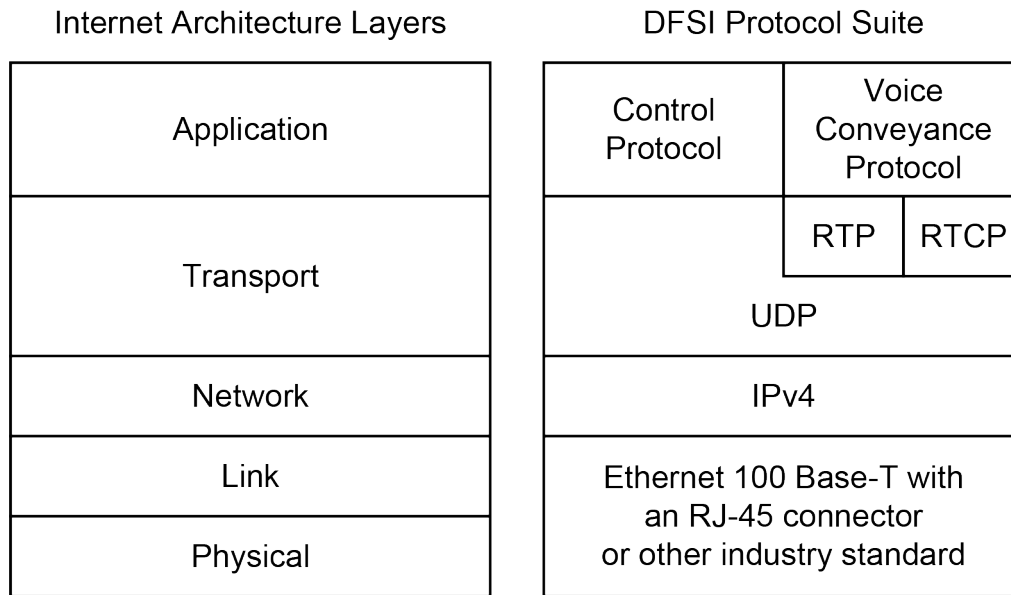 Internet Architecture Layers
Application
Transport
Network
Link
Physical
DFSI Protocol Suite
Control
Protocol
Voice
Conveyance
Protocol
RTP
RTCP
UDP
IPv4
Ethernet 100 Base-T with
an RJ-45 connector
or other industry standard